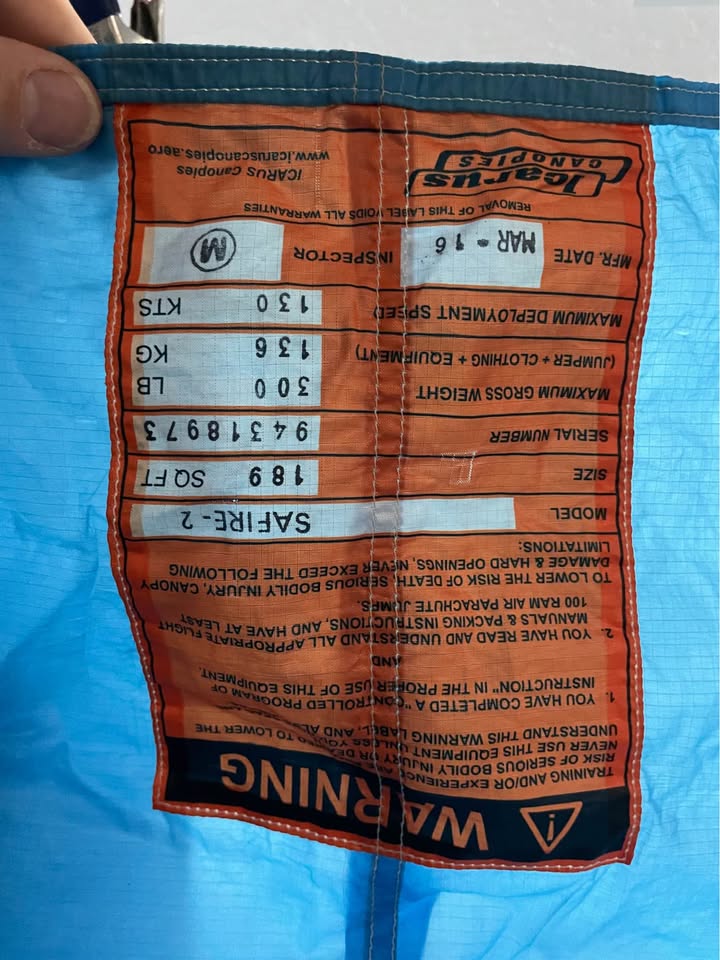 WARNING
TRAINING AND/OR EXPERIENCE ARE TO LOWER THE
RISK OF SERIOUS BODILY INJURY OR
NEVER USE THIS EQUIPMENT UNLESS YOU
UNDERSTAND THIS WARNING LABEL, AND
1. YOU HAVE COMPLETED A "CONTROLLED PROGRAM OF
INSTRUCTION" IN THE PROPER USE OF THIS EQUIPMENT.
AND
2. YOU HAVE READ AND UNDERSTAND ALL APPROPRIATE FLIGHT
MANUALS & PACKING INSTRUCTIONS, AND HAVE AT LEAST
100 RAM AIR PARACHUTE JUMPS.
TO LOWER THE RISK OF DEATH, SERIOUS BODILY INJURY, CANOPY
DAMAGE & HARD OPENINGS, NEVER EXCEED THE FOLLOWING
LIMITATIONS:
MODEL SAFIRE-2
SIZE 189 SQ FT
SERIAL NUMBER 94318973
MAXIMUM GROSS WEIGHT 300 LB
(JUMPER + CLOTHING + EQUIPMENT) 136 KG
MAXIMUM DEPLOYMENT SPEED 130 KTS
MFR. DATE MAR - 16 INSPECTOR M
REMOVAL OF THIS LABEL VOIDS ALL WARRANTIES
Icarus
CANOPIES
ICARUS Canopies
www.icaruscanopies.aero